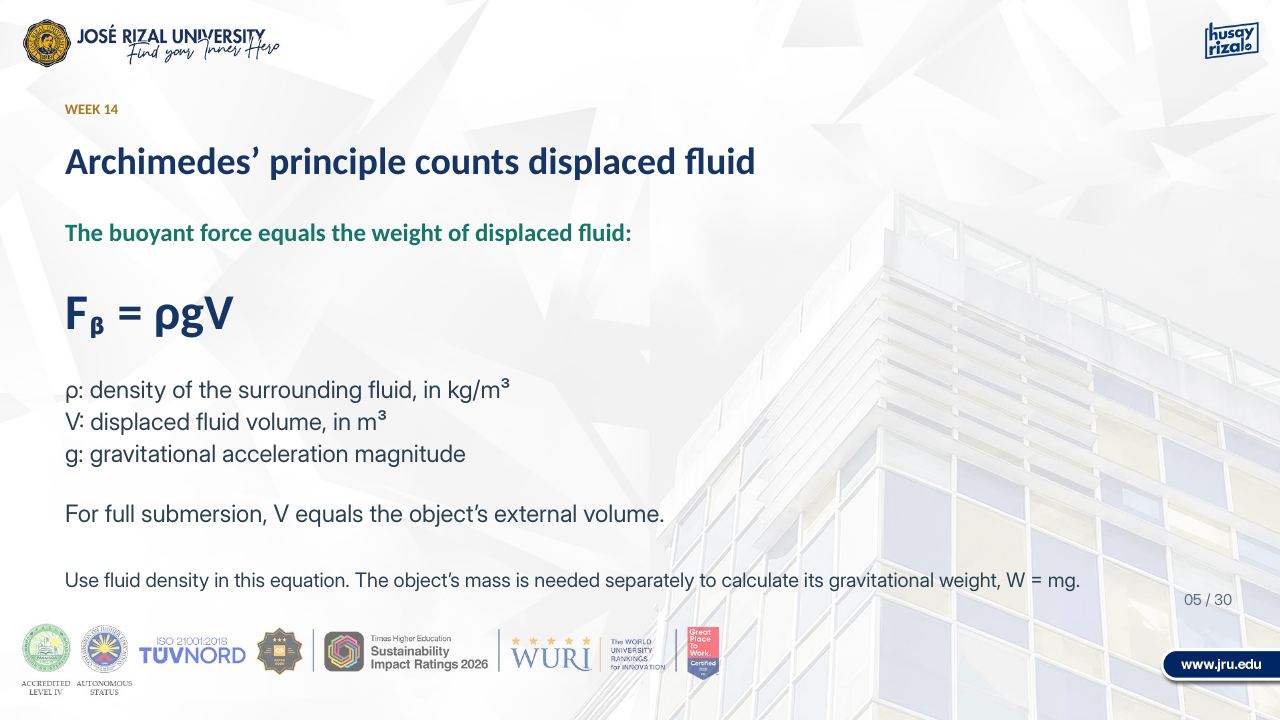 JOSÉ RIZAL UNIVERSITY
Find your Inner Hero
husay
rizal
WEEK 14
Archimedes’ principle counts displaced fluid
The buoyant force equals the weight of displaced fluid:
Fᵦ = ρgV
ρ: density of the surrounding fluid, in kg/m³
V: displaced fluid volume, in m³
g: gravitational acceleration magnitude
For full submersion, V equals the object’s external volume.
Use fluid density in this equation. The object’s mass is needed separately to calculate its gravitational weight, W = mg.
05 / 30
ACCREDITED
LEVEL IV
AUTONOMOUS
STATUS
ISO 21001:2018
TÜVNORD
Times Higher Education
Sustainability
Impact Ratings 2026
WURI
The WORLD
UNIVERSITY
RANKINGS
for INNOVATION
Great
Place
To
Work.
Certified
www.jru.edu